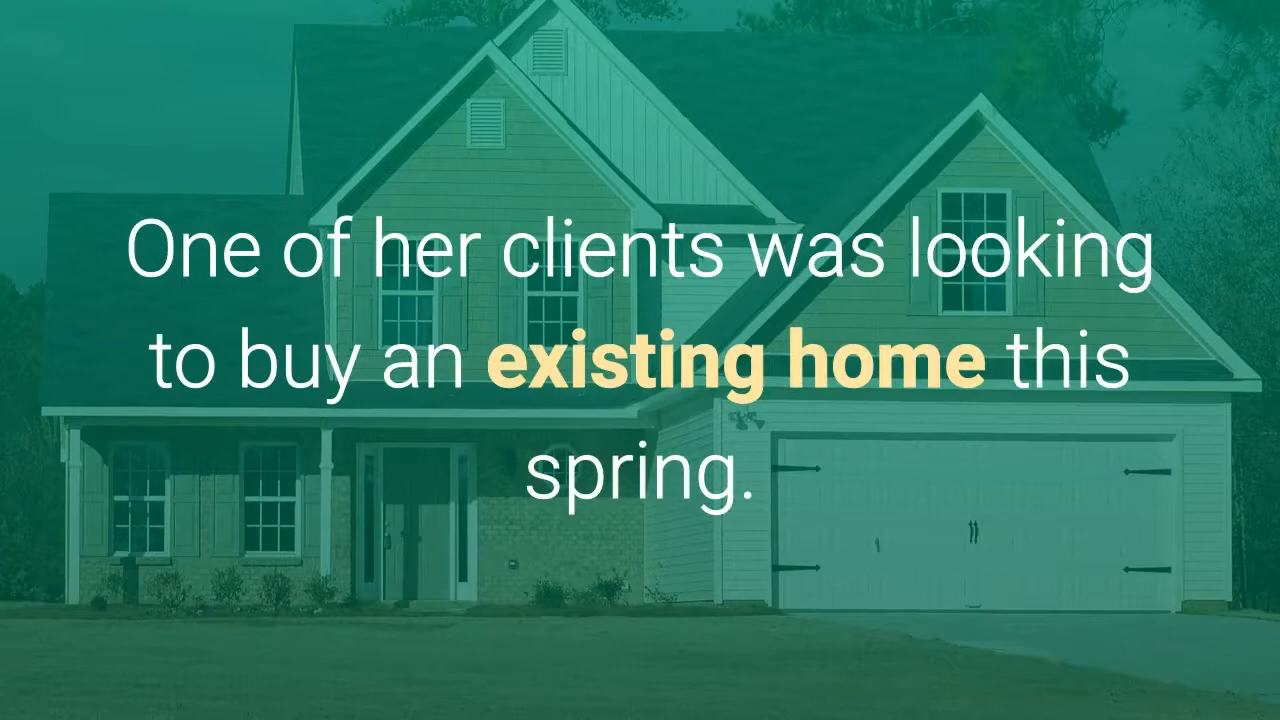 One of her clients was looking
to buy an existing home this
spring.